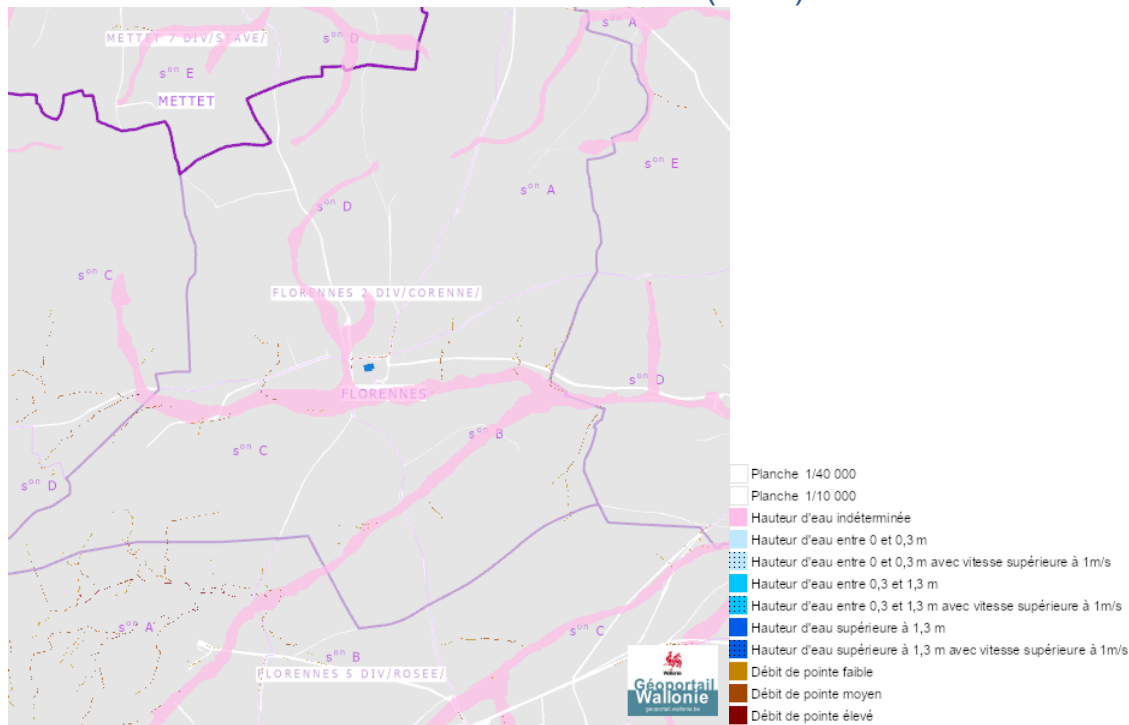 METTET 7 DIV/STAVE/
sᵒⁿ D
sᵒⁿ A
sᵒⁿ E
METTET
sᵒⁿ E
sᵒⁿ A
sᵒⁿ D
sᵒⁿ C
FLORENNES 2 DIV/CORENNE/
sᵒⁿ D
FLORENNES
sᵒⁿ B
sᵒⁿ C
sᵒⁿ D
sᵒⁿ A
sᵒⁿ C
sᵒⁿ B
FLORENNES 5 DIV/ROSEE/
Wallonie
Géoportail
Wallonie
geoportail.wallonie.be
Planche 1/40 000
Planche 1/10 000
Hauteur d'eau indéterminée
Hauteur d'eau entre 0 et 0,3 m
Hauteur d'eau entre 0 et 0,3 m avec vitesse supérieure à 1m/s
Hauteur d'eau entre 0,3 et 1,3 m
Hauteur d'eau entre 0,3 et 1,3 m avec vitesse supérieure à 1m/s
Hauteur d'eau supérieure à 1,3 m
Hauteur d'eau supérieure à 1,3 m avec vitesse supérieure à 1m/s
Débit de pointe faible
Débit de pointe moyen
Débit de pointe élevé